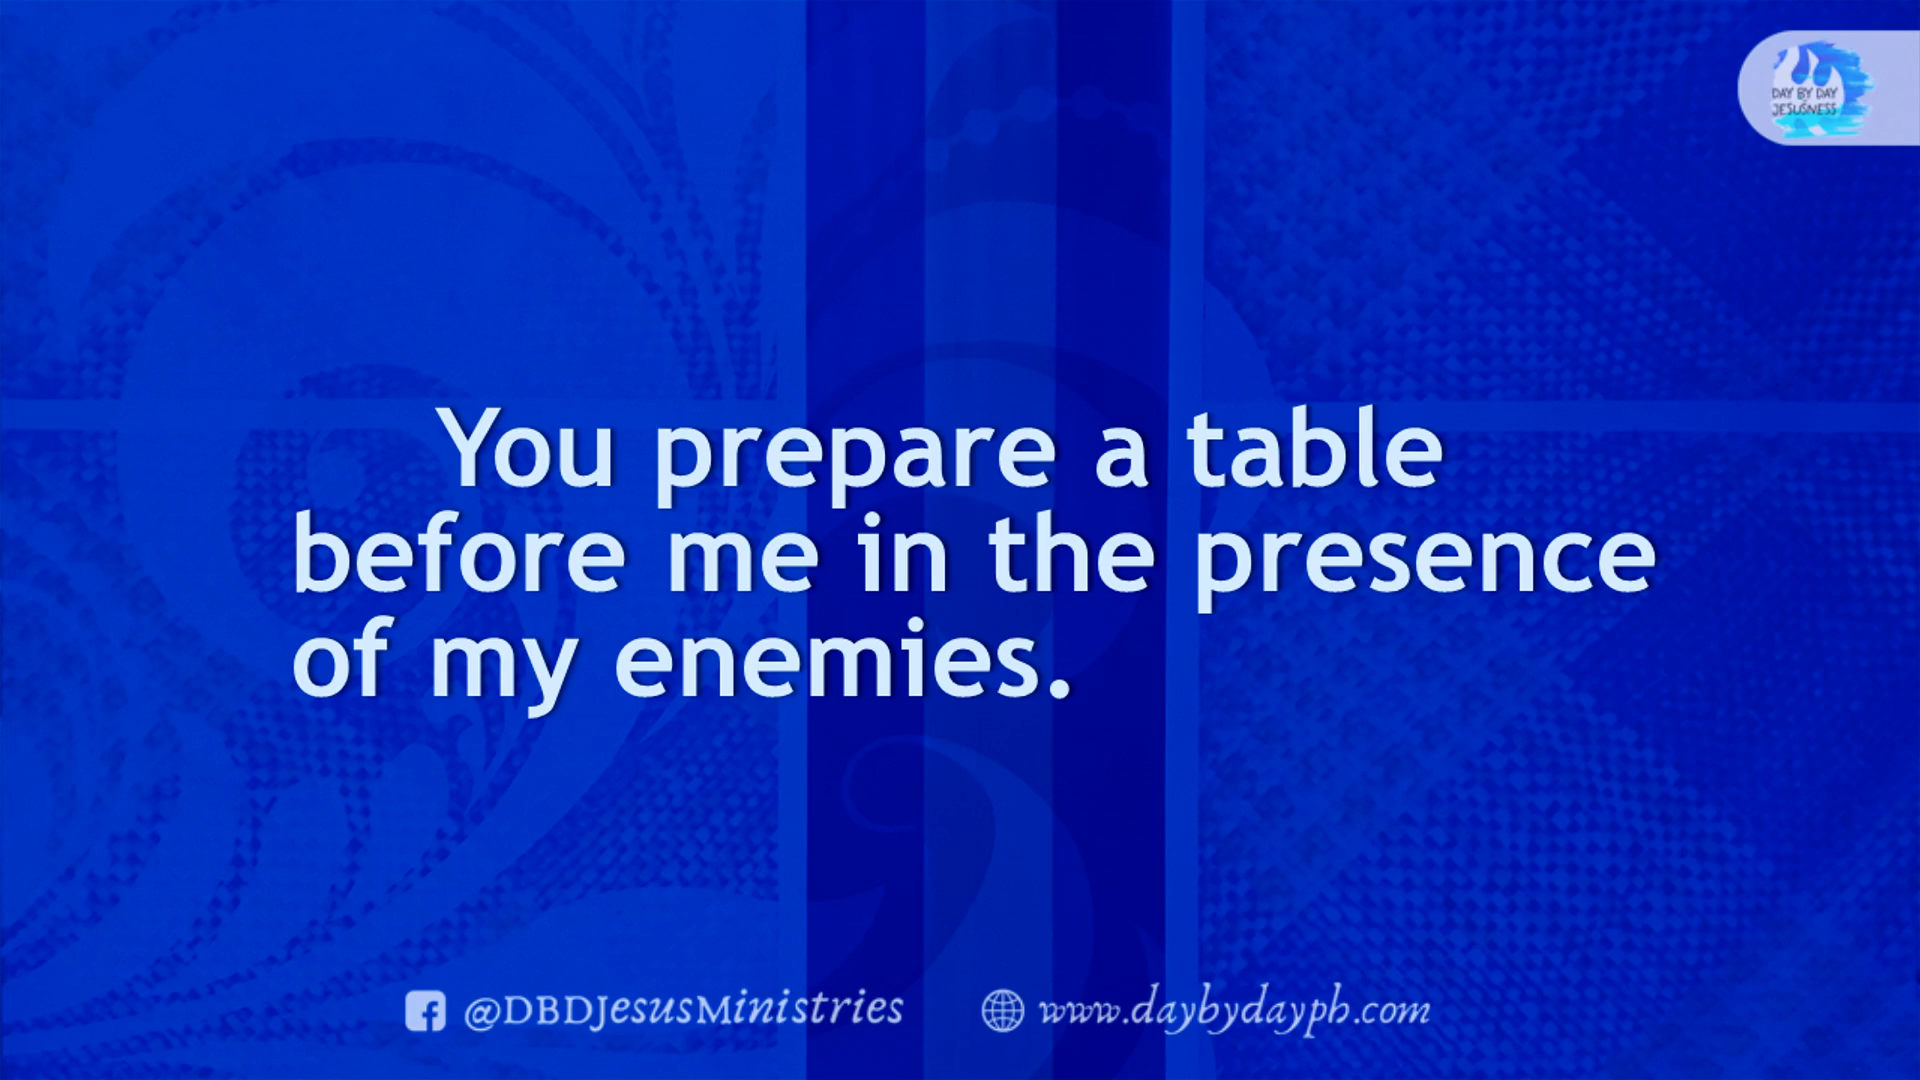 DAY BY DAY
JESUSNESS
You prepare a table
before me in the presence
of my enemies.
@DBDJesusMinistries
www.daybydayph.com